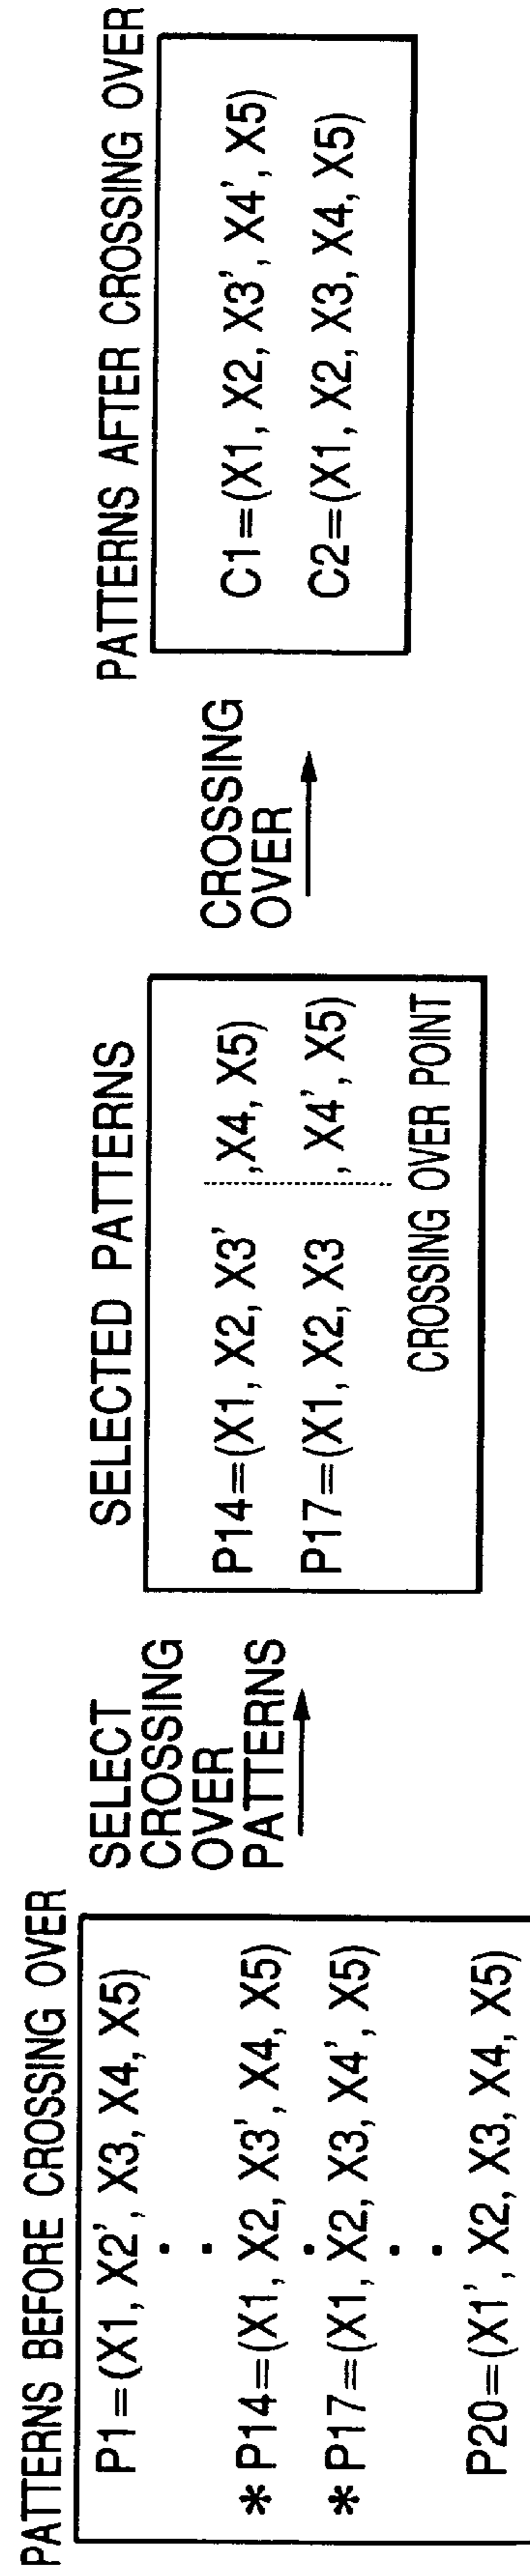 PATTERNS BEFORE CROSSING OVER
P1=(X1, X2', X3, X4, X5)
* P14=(X1, X2, X3', X4, X5)
* P17=(X1, X2, X3, X4', X5)
P20=(X1', X2, X3, X4, X5)
SELECT
CROSSING
OVER
PATTERNS
SELECTED PATTERNS
P14=(X1, X2, X3' ,X4, X5)
P17=(X1, X2, X3 , X4', X5)
CROSSING OVER POINT
CROSSING
OVER
PATTERNS AFTER CROSSING OVER
C1=(X1, X2, X3', X4', X5)
C2=(X1, X2, X3, X4, X5)